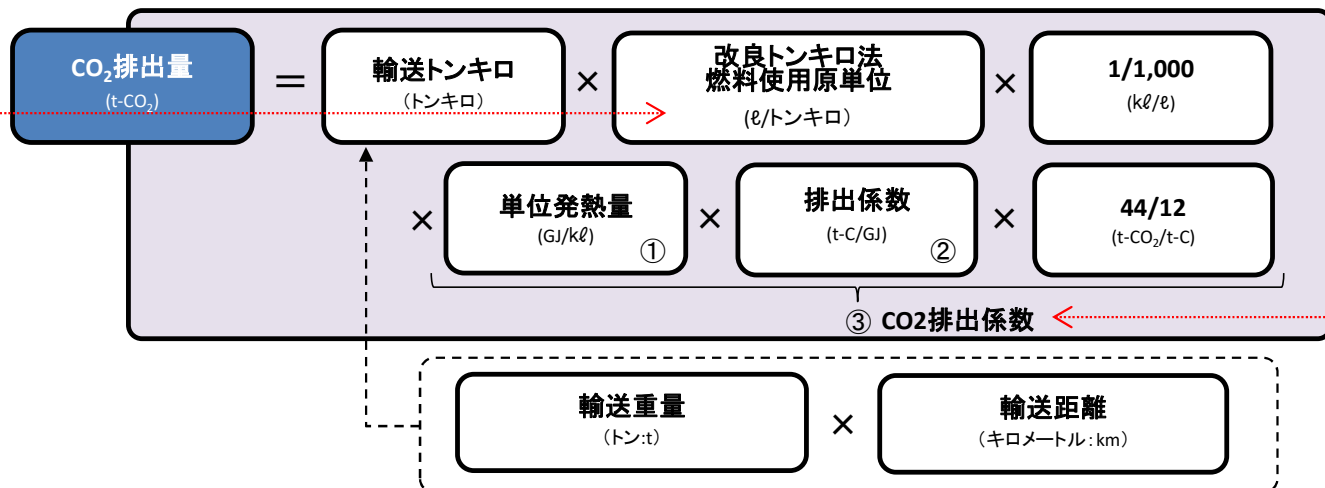 CO₂排出量
(t-CO₂)
=
輸送トンキロ
(トンキロ)
×
改良トンキロ法
燃料使用原単位
(ℓ/トンキロ)
×
1/1,000
(kℓ/ℓ)
×
単位発熱量
(GJ/kℓ)
①
×
排出係数
(t-C/GJ)
②
×
44/12
(t-CO₂/t-C)
③ CO2排出係数
輸送重量
(トン:t)
×
輸送距離
(キロメートル:km)